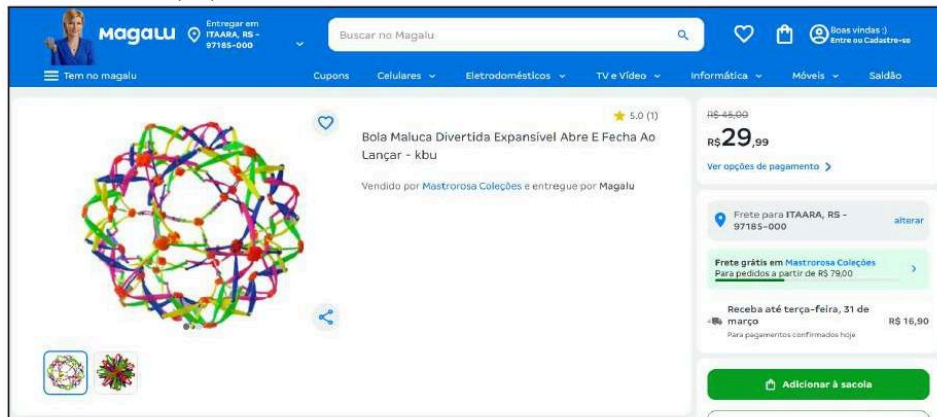 Magalu
Entregar em
ITAARA, RS -
97185-000
Buscar no Magalu
Boas vindas :)
Entre ou Cadastre-se
Tem no magalu
Cupons
Celulares
Eletrodomésticos
TV e Vídeo
Informática
Móveis
Saldão
5.0 (1)
Bola Maluca Divertida Expansível Abre E Fecha Ao
Lançar - kbu
Vendido por Mastrorosa Coleções e entregue por Magalu
R$ 45,00
R$ 29,99
Ver opções de pagamento
Frete para ITAARA, RS -
97185-000
alterar
Frete grátis em Mastrorosa Coleções
Para pedidos a partir de R$ 79,00
Receba até terça-feira, 31 de
março
R$ 16,90
Para pagamentos confirmados hoje
Adicionar à sacola